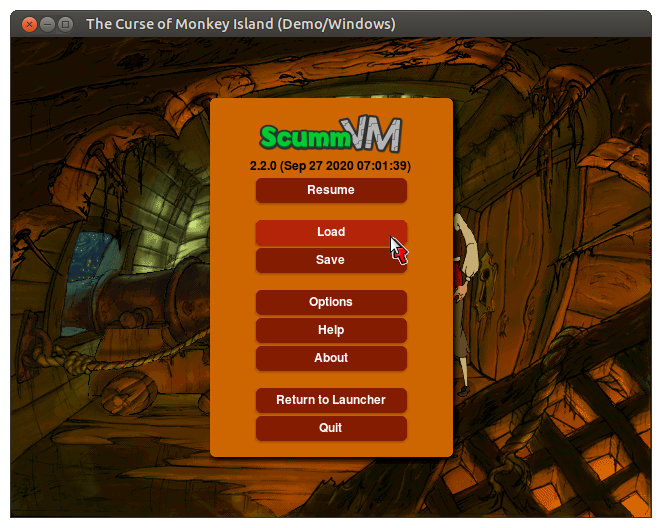 The Curse of Monkey Island (Demo/Windows)
ScummVM
2.2.0 (Sep 27 2020 07:01:39)
Resume
Load
Save
Options
Help
About
Return to Launcher
Quit